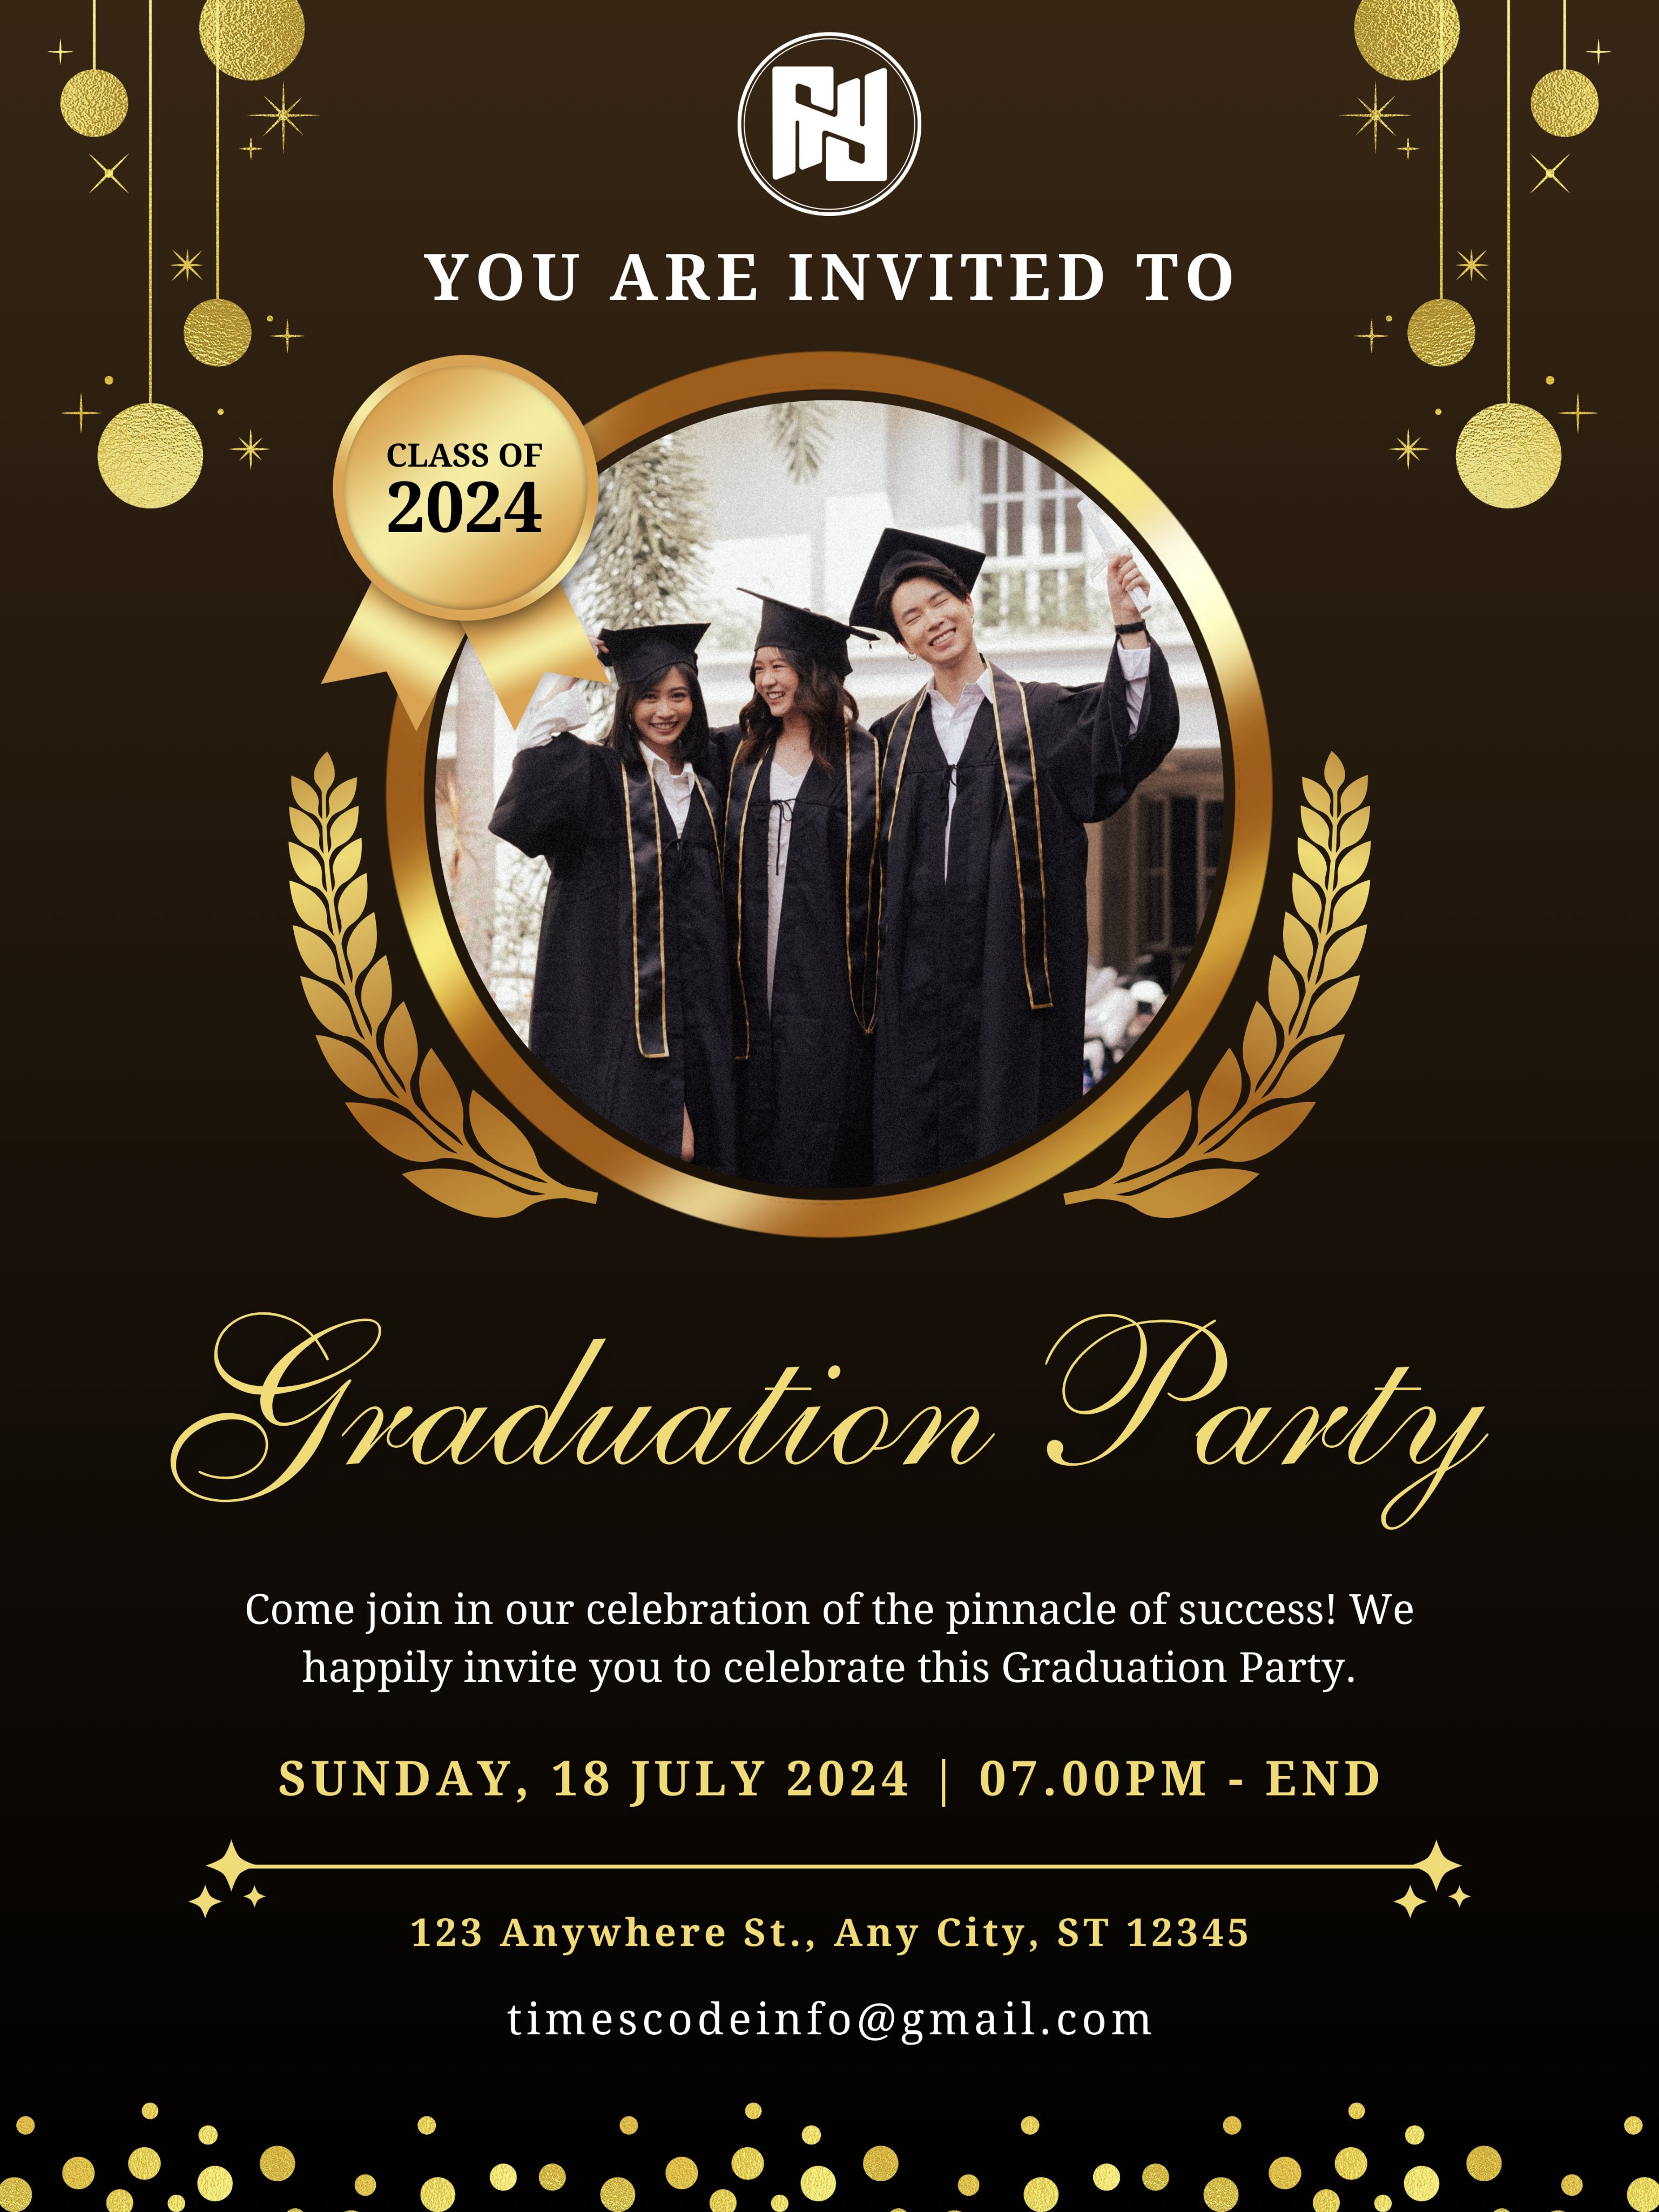 YOU ARE INVITED TO
CLASS OF
2024
Graduation Party
Come join in our celebration of the pinnacle of success! We
happily invite you to celebrate this Graduation Party.
SUNDAY, 18 JULY 2024 | 07.00PM - END
123 Anywhere St., Any City, ST 12345
timescodeinfo@gmail.com